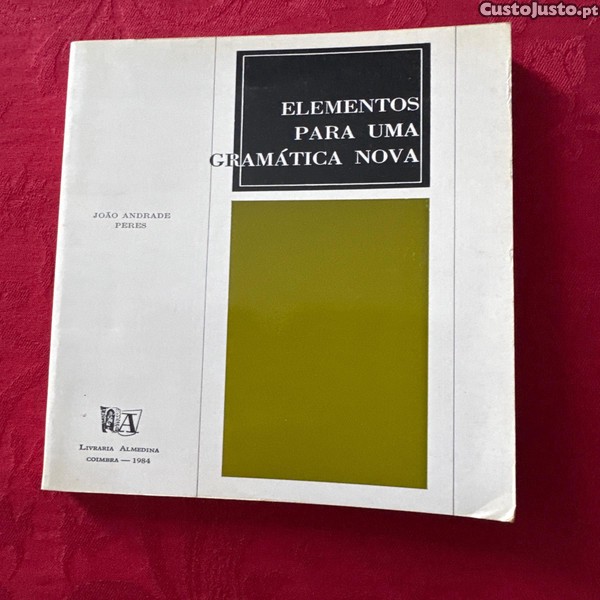 CustoJusto.pt
ELEMENTOS
PARA UMA
GRAMÁTICA NOVA
JOÃO ANDRADE
PERES
A
LIVRARIA ALMEDINA
COIMBRA — 1984